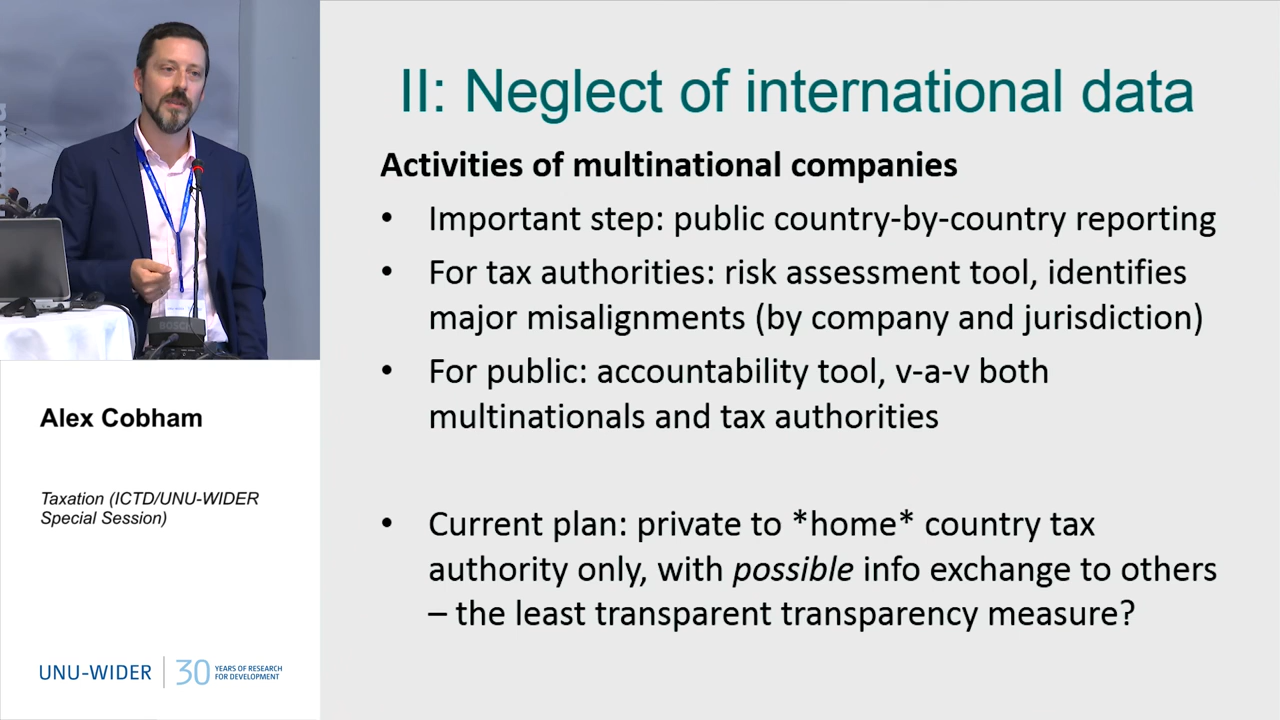 II: Neglect of international data
Activities of multinational companies
• Important step: public country-by-country reporting
• For tax authorities: risk assessment tool, identifies
major misalignments (by company and jurisdiction)
• For public: accountability tool, v-a-v both
multinationals and tax authorities
• Current plan: private to *home* country tax
authority only, with possible info exchange to others
– the least transparent transparency measure?
BOSCH
Alex Cobham
Taxation (ICTD/UNU-WIDER
Special Session)
UNU-WIDER
30
YEARS OF RESEARCH
FOR DEVELOPMENT